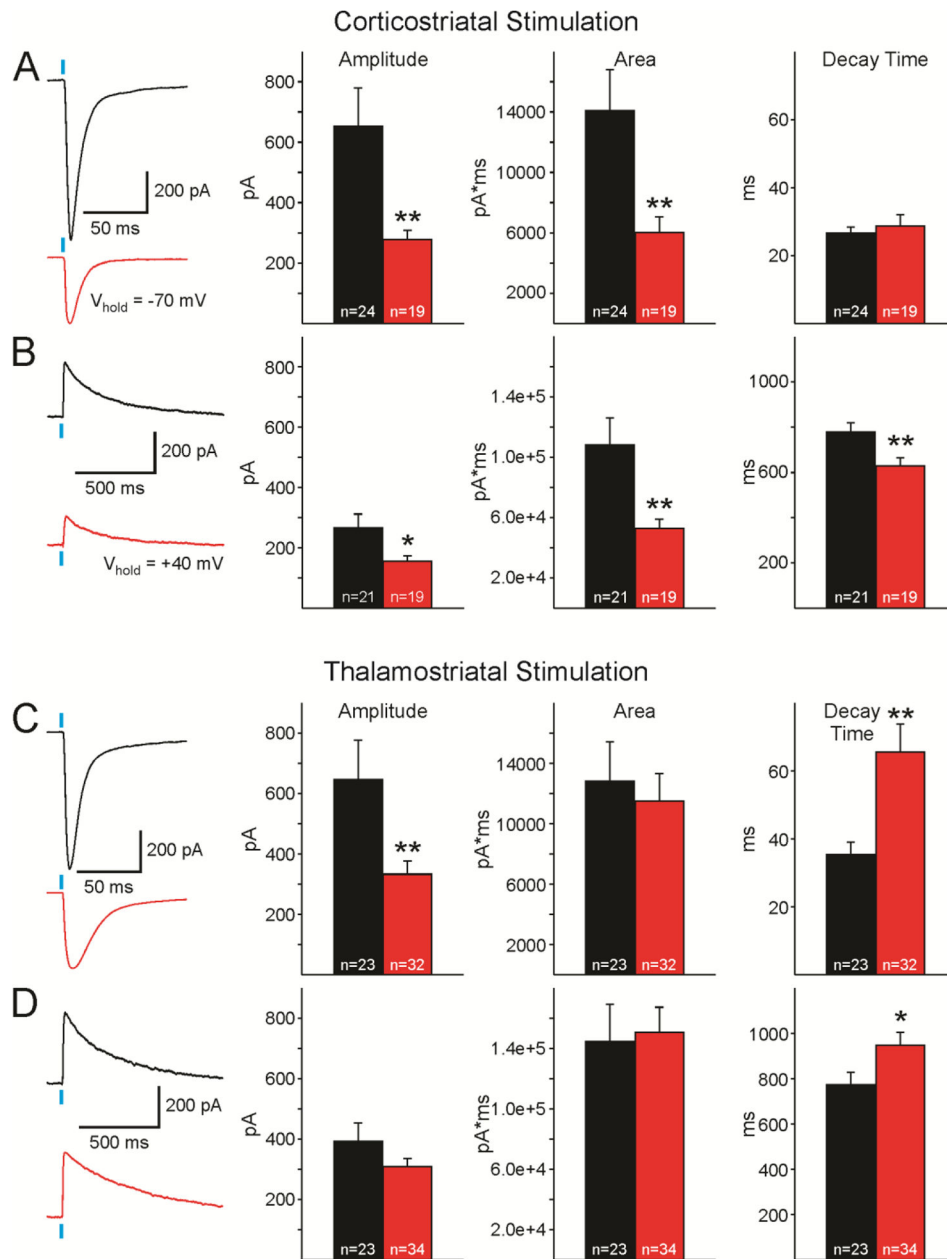 Corticostriatal Stimulation
A
200 pA
50 ms
V_hold = -70 mV
Amplitude
pA
800
600
400
200
**
n=24 n=19
Area
pA*ms
14000
10000
6000
2000
**
n=24 n=19
Decay Time
ms
60
20
n=24 n=19
B
200 pA
500 ms
V_hold = +40 mV
pA
800
600
400
200
*
n=21 n=19
pA*ms
1.4e+5
1.0e+5
6.0e+4
2.0e+4
**
n=21 n=19
ms
1000
600
200
**
n=21 n=19
Thalamostriatal Stimulation
C
200 pA
50 ms
Amplitude
pA
800
600
400
200
**
n=23 n=32
Area
pA*ms
14000
10000
6000
2000
n=23 n=32
Decay
Time
**
ms
60
40
20
n=23 n=32
D
200 pA
500 ms
pA
800
600
400
200
n=23 n=34
pA*ms
1.4e+5
1.0e+5
6.0e+4
2.0e+4
n=23 n=34
ms
1000
800
600
400
200
*
n=23 n=34